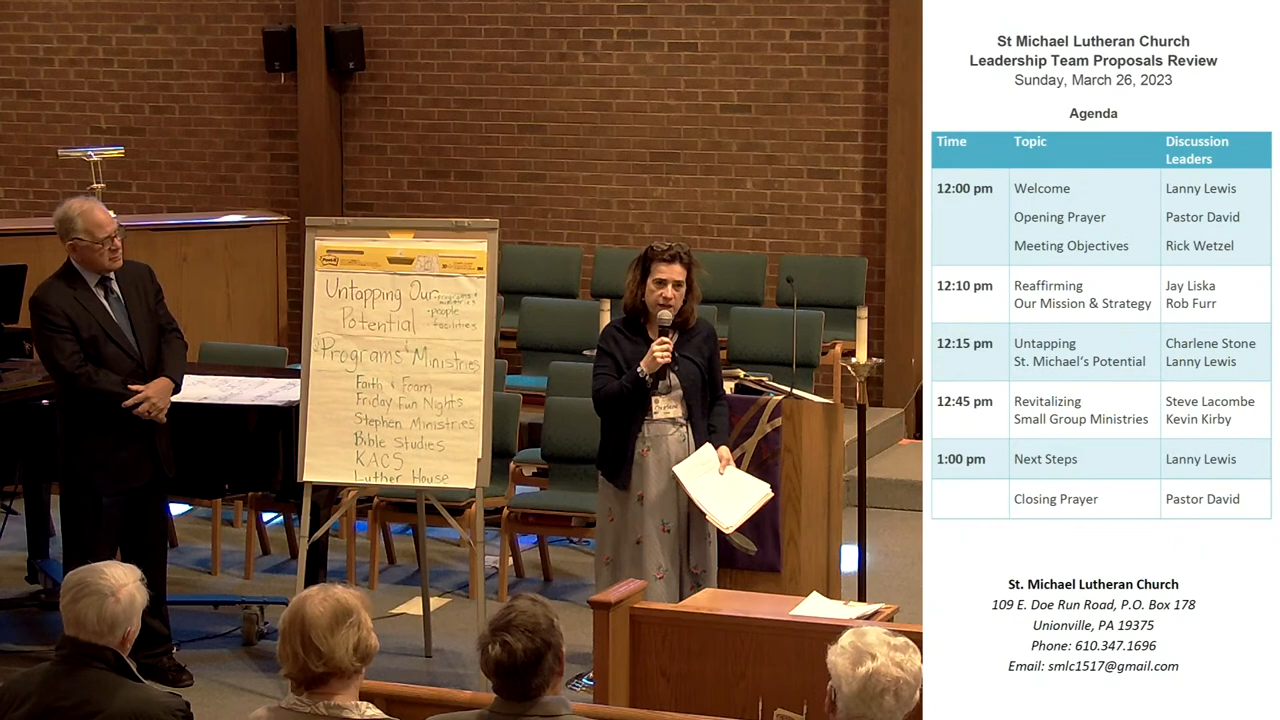 Post-it
Untapping Our
Potential
• programs &
ministries
• people
• facilities
Programs & Ministries
Faith & Foam
Friday Fun Nights
Stephen Ministries
Bible Studies
KACS
Luther House
St Michael Lutheran Church
Leadership Team Proposals Review
Sunday, March 26, 2023
Agenda
Time Topic Discussion Leaders
12:00 pm Welcome Lanny Lewis
Opening Prayer Pastor David
Meeting Objectives Rick Wetzel
12:10 pm Reaffirming Jay Liska
Our Mission & Strategy Rob Furr
12:15 pm Untapping Charlene Stone
St. Michael's Potential Lanny Lewis
12:45 pm Revitalizing Steve Lacombe
Small Group Ministries Kevin Kirby
1:00 pm Next Steps Lanny Lewis
Closing Prayer Pastor David
St. Michael Lutheran Church
109 E. Doe Run Road, P.O. Box 178
Unionville, PA 19375
Phone: 610.347.1696
Email: smlc1517@gmail.com